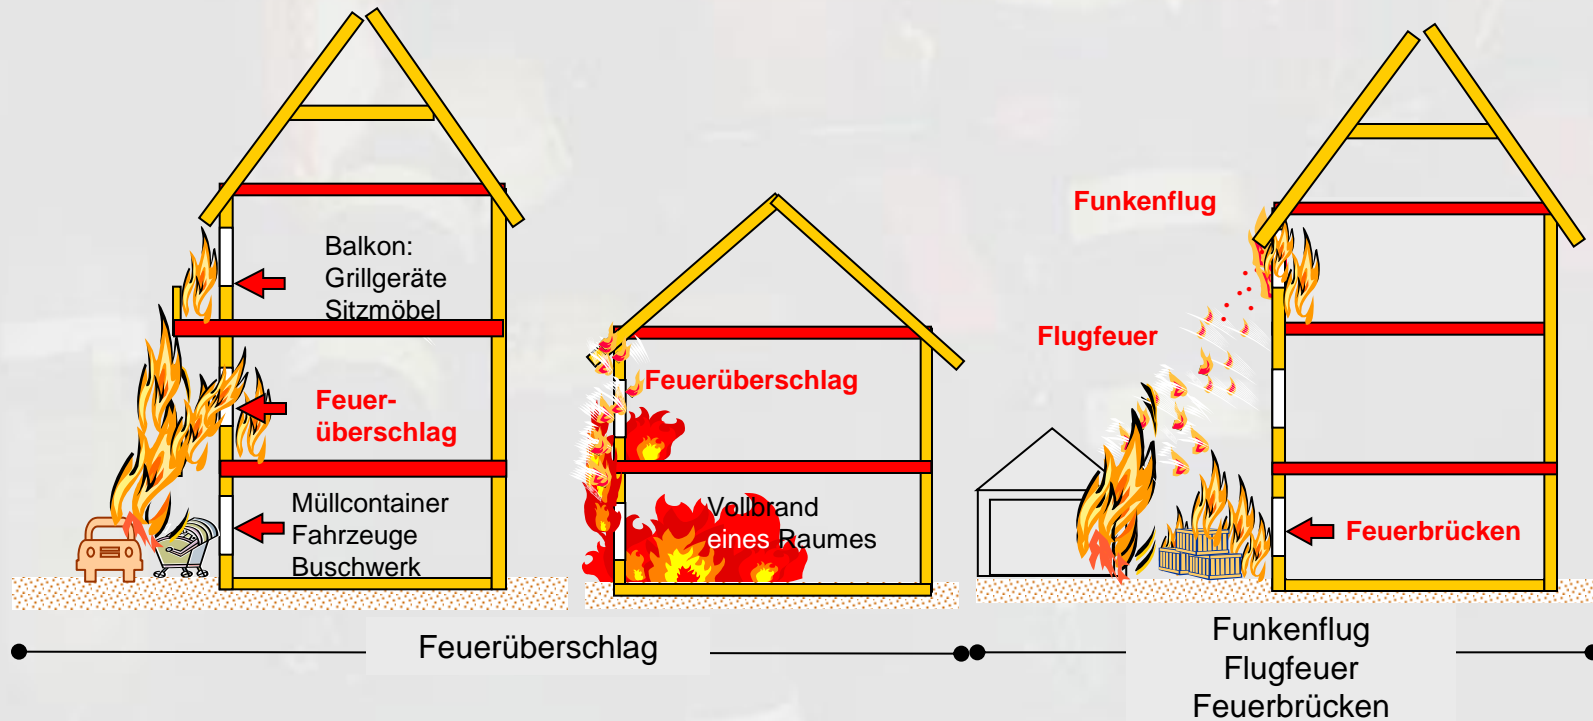 Balkon:
Grillgeräte
Sitzmöbel
Feuer-
überschlag
Müllcontainer
Fahrzeuge
Buschwerk
Feuerüberschlag
Vollbrand
eines Raumes
Funkenflug
Flugfeuer
Feuerbrücken
Feuerüberschlag
Funkenflug
Flugfeuer
Feuerbrücken